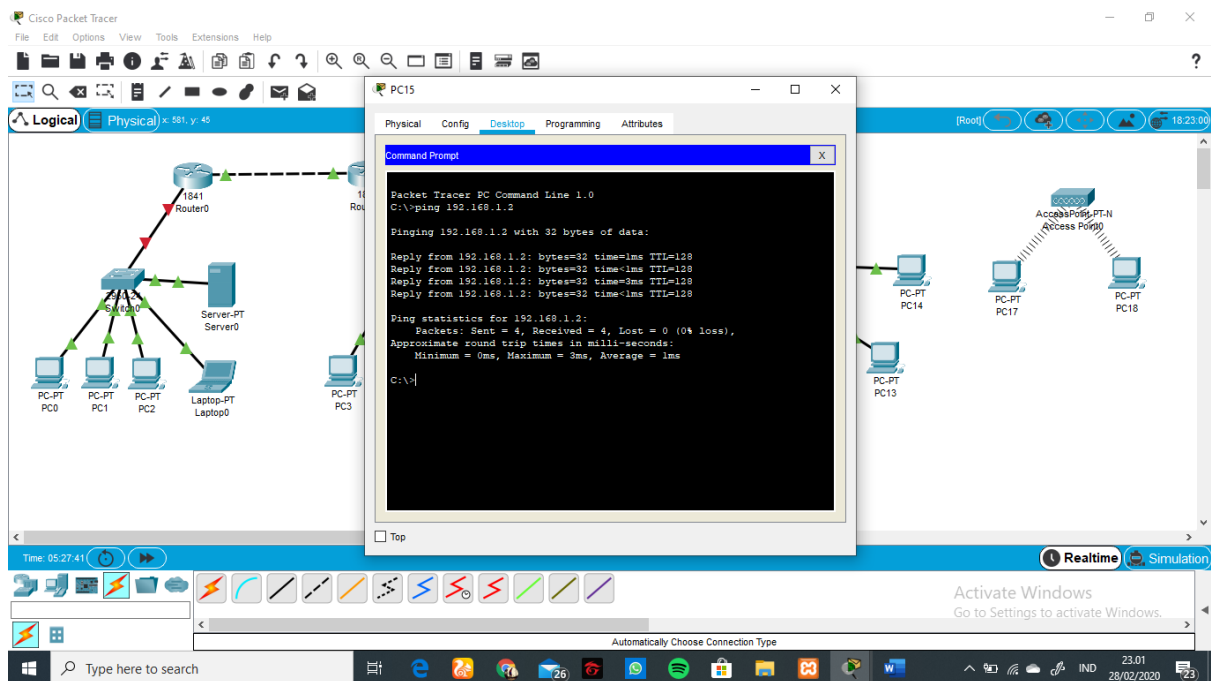 Cisco Packet Tracer
File Edit Options View Tools Extensions Help
?
PC15
Physical Config Desktop Programming Attributes
Command Prompt X
Packet Tracer PC Command Line 1.0
C:\>ping 192.168.1.2
Pinging 192.168.1.2 with 32 bytes of data:
Reply from 192.168.1.2: bytes=32 time=1ms TTL=128
Reply from 192.168.1.2: bytes=32 time<1ms TTL=128
Reply from 192.168.1.2: bytes=32 time=3ms TTL=128
Reply from 192.168.1.2: bytes=32 time<1ms TTL=128
Ping statistics for 192.168.1.2:
Packets: Sent = 4, Received = 4, Lost = 0 (0% loss),
Approximate round trip times in milli-seconds:
Minimum = 0ms, Maximum = 3ms, Average = 1ms
C:\>
Top
Logical Physical x: 581, y: 45
[Root] 18:23:00
1841
Router0
18
Rou
2950-24
Switch0
Server-PT
Server0
PC-PT
PC0
PC-PT
PC1
PC-PT
PC2
Laptop-PT
Laptop0
PC-PT
PC3
PC-PT
PC14
PC-PT
PC13
AccessPoint-PT-N
Access Point0
PC-PT
PC17
PC-PT
PC18
Time: 05:27:41
Realtime Simulation
Activate Windows
Go to Settings to activate Windows.
Automatically Choose Connection Type
Type here to search
26
IND
23.01
28/02/2020
23